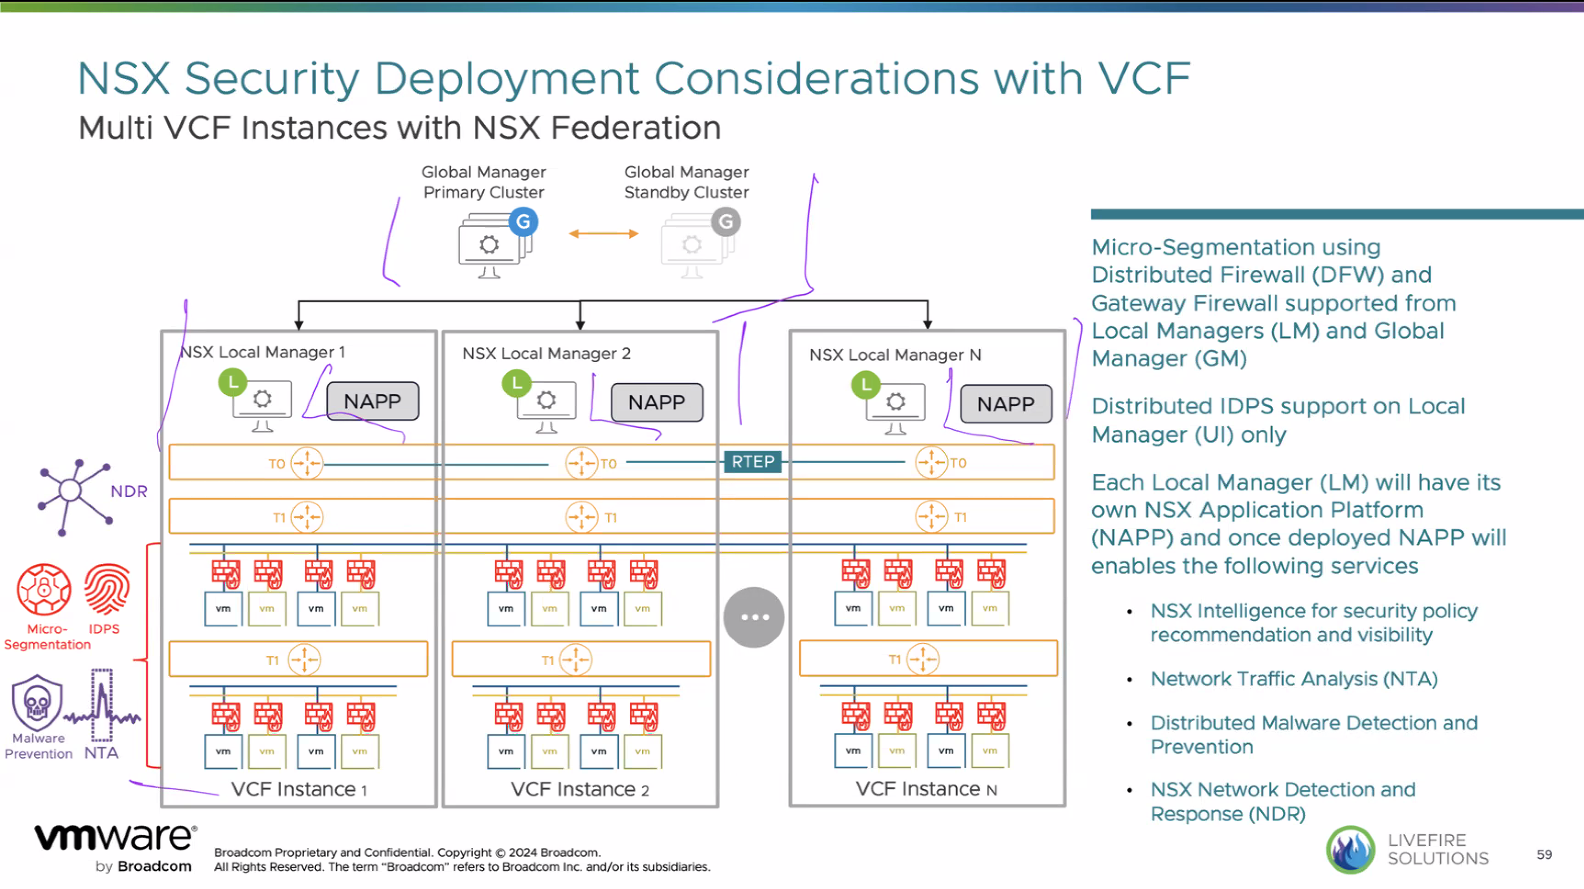 NSX Security Deployment Considerations with VCF
Multi VCF Instances with NSX Federation
Global Manager
Primary Cluster
G
Global Manager
Standby Cluster
G
NSX Local Manager 1
L
NAPP
NSX Local Manager 2
L
NAPP
NSX Local Manager N
L
NAPP
T0
T0
RTEP
T0
T1
T1
T1
vm
vm
vm
vm
vm
vm
vm
vm
vm
vm
vm
vm
T1
T1
T1
vm
vm
vm
vm
vm
vm
vm
vm
vm
vm
vm
vm
VCF Instance 1
VCF Instance 2
VCF Instance N
NDR
Micro-
Segmentation
IDPS
Malware
Prevention
NTA
Micro-Segmentation using
Distributed Firewall (DFW) and
Gateway Firewall supported from
Local Managers (LM) and Global
Manager (GM)
Distributed IDPS support on Local
Manager (UI) only
Each Local Manager (LM) will have its
own NSX Application Platform
(NAPP) and once deployed NAPP will
enables the following services
• NSX Intelligence for security policy
recommendation and visibility
• Network Traffic Analysis (NTA)
• Distributed Malware Detection and
Prevention
• NSX Network Detection and
Response (NDR)
vmware®
by Broadcom
Broadcom Proprietary and Confidential. Copyright © 2024 Broadcom.
All Rights Reserved. The term “Broadcom” refers to Broadcom Inc. and/or its subsidiaries.
LIVEFIRE
SOLUTIONS
59